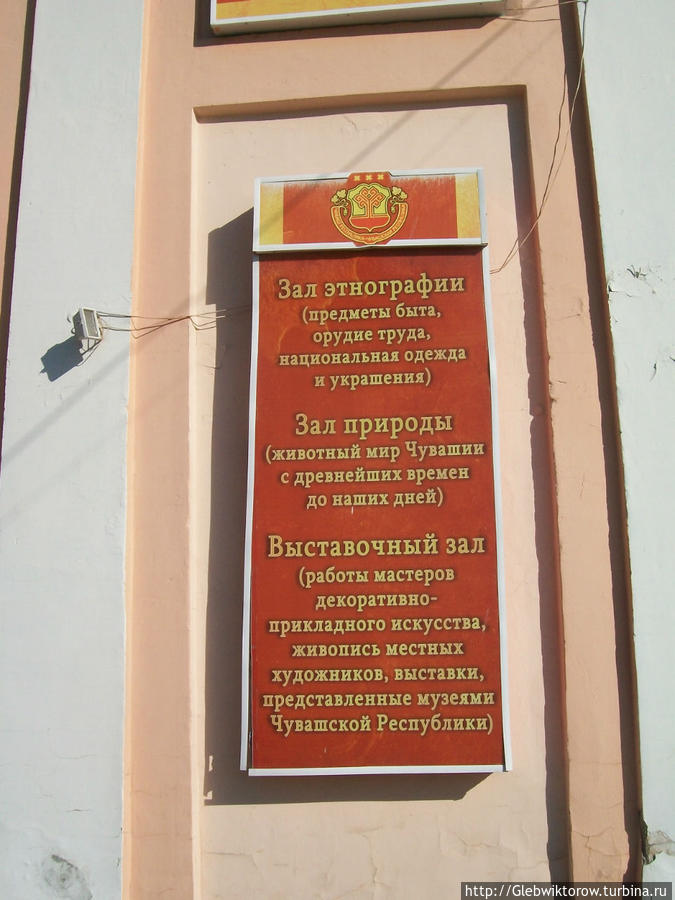 Зал этнографии
(предметы быта,
орудие труда,
национальная одежда
и украшения)
Зал природы
(животный мир Чувашии
с древнейших времен
до наших дней)
Выставочный зал
(работы мастеров
декоративно-
прикладного искусства,
живопись местных
художников, выставки,
представленные музеями
Чувашской Республики)
http://Glebwiktorow.turbina.ru